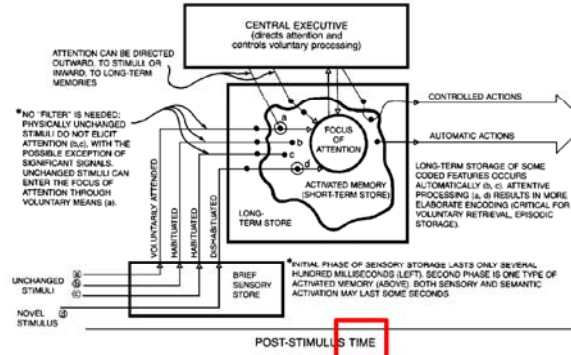 CENTRAL EXECUTIVE
(directs attention and
controls voluntary processing)
ATTENTION CAN BE DIRECTED
OUTWARD, TO STIMULI, OR
INWARD, TO LONG-TERM
MEMORIES
*NO "FILTER" IS NEEDED:
PHYSICALLY UNCHANGED
STIMULI DO NOT ELICIT
ATTENTION (b,c), WITH THE
POSSIBLE EXCEPTION OF
SIGNIFICANT SIGNALS.
UNCHANGED STIMULI CAN
ENTER THE FOCUS OF
ATTENTION THROUGH
VOLUNTARY MEANS (a).
a
b
c
d
FOCUS
OF
ATTENTION
ACTIVATED MEMORY
(SHORT-TERM STORE)
LONG-
TERM
STORE
CONTROLLED ACTIONS
AUTOMATIC ACTIONS
LONG-TERM STORAGE OF SOME
CODED FEATURES OCCURS
AUTOMATICALLY (b, c). ATTENTIVE
PROCESSING (a, d) RESULTS IN MORE
ELABORATE ENCODING (CRITICAL FOR
VOLUNTARY RETRIEVAL, EPISODIC
STORAGE).
VOLUNTARILY ATTENDED
HABITUATED
HABITUATED
DISHABITUATED
UNCHANGED
STIMULI
a
b
c
NOVEL
STIMULUS
d
BRIEF
SENSORY
STORE
*INITIAL PHASE OF SENSORY STORAGE LASTS ONLY SEVERAL
HUNDRED MILLISECONDS (LEFT). SECOND PHASE IS ONE TYPE OF
ACTIVATED MEMORY (ABOVE). BOTH SENSORY AND SEMANTIC
ACTIVATION MAY LAST SOME SECONDS
POST-STIMULUS TIME